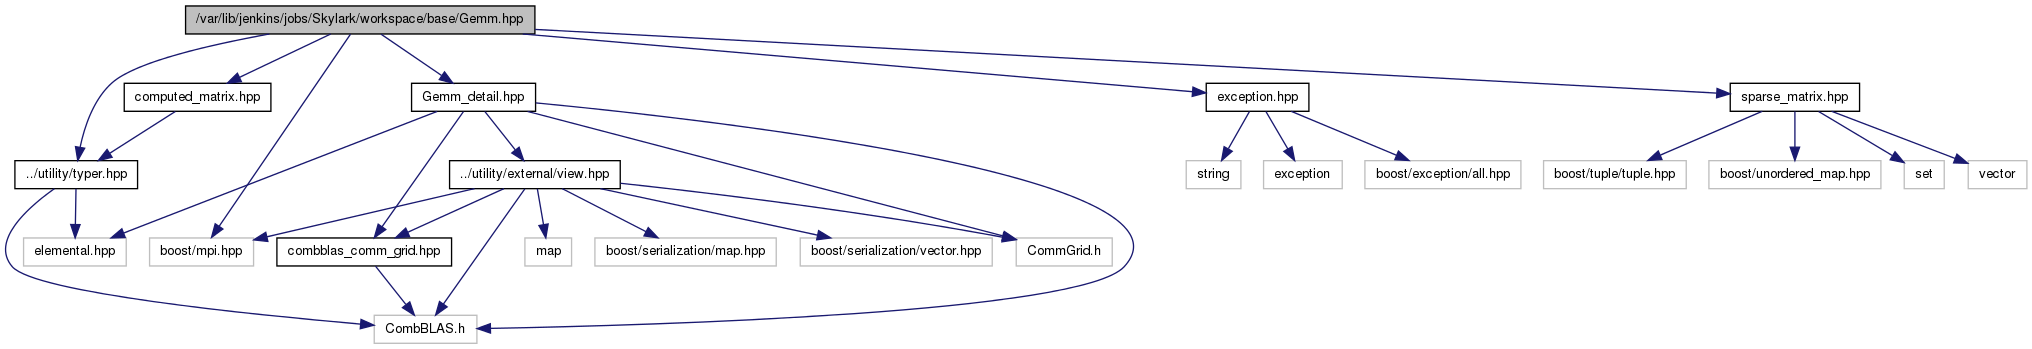 /var/lib/jenkins/jobs/Skylark/workspace/base/Gemm.hpp
computed_matrix.hpp
Gemm_detail.hpp
exception.hpp
sparse_matrix.hpp
../utility/typer.hpp
../utility/external/view.hpp
string
exception
boost/exception/all.hpp
boost/tuple/tuple.hpp
boost/unordered_map.hpp
set
vector
elemental.hpp
boost/mpi.hpp
combblas_comm_grid.hpp
map
boost/serialization/map.hpp
boost/serialization/vector.hpp
CommGrid.h
CombBLAS.h